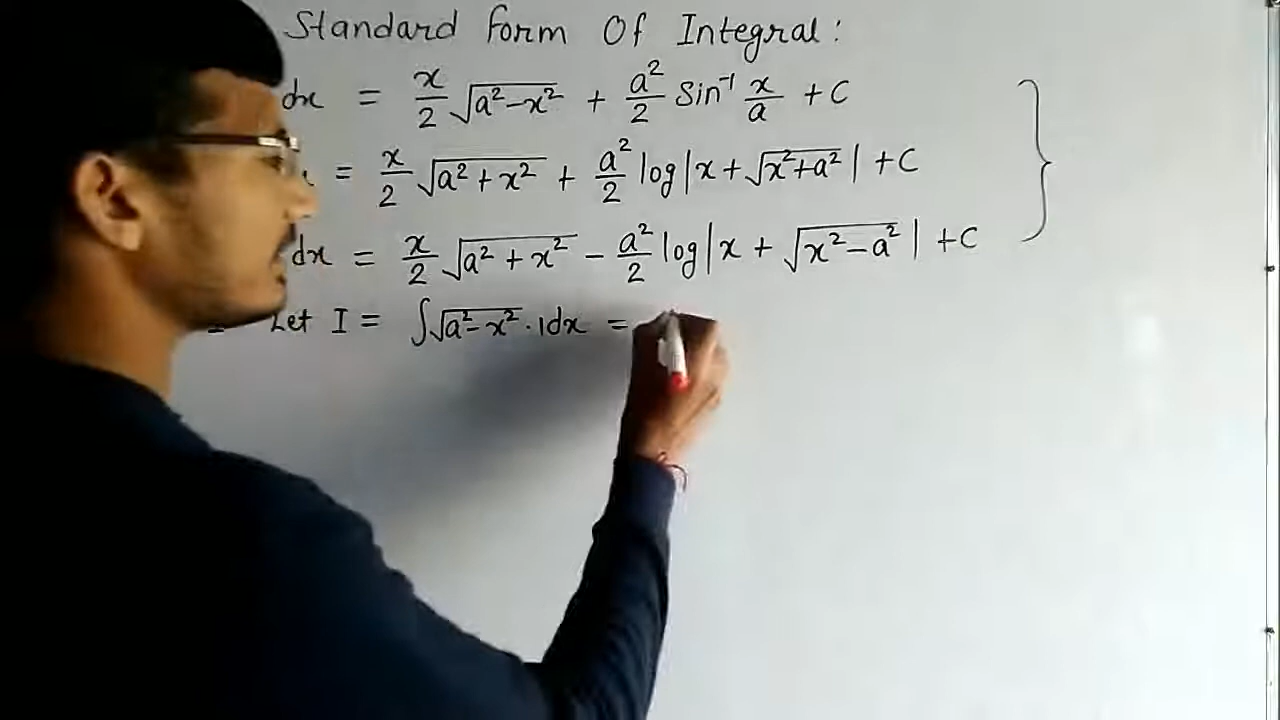 Standard form Of Integral :
dx = x/2 √a²-x² + a²/2 Sin⁻¹ x/a + C
= x/2 √a²+x² + a²/2 log|x+√x²+a²| + C
dx = x/2 √a²+x² - a²/2 log|x + √x²-a²| + C
Let I = ∫√a²-x² · 1dx =